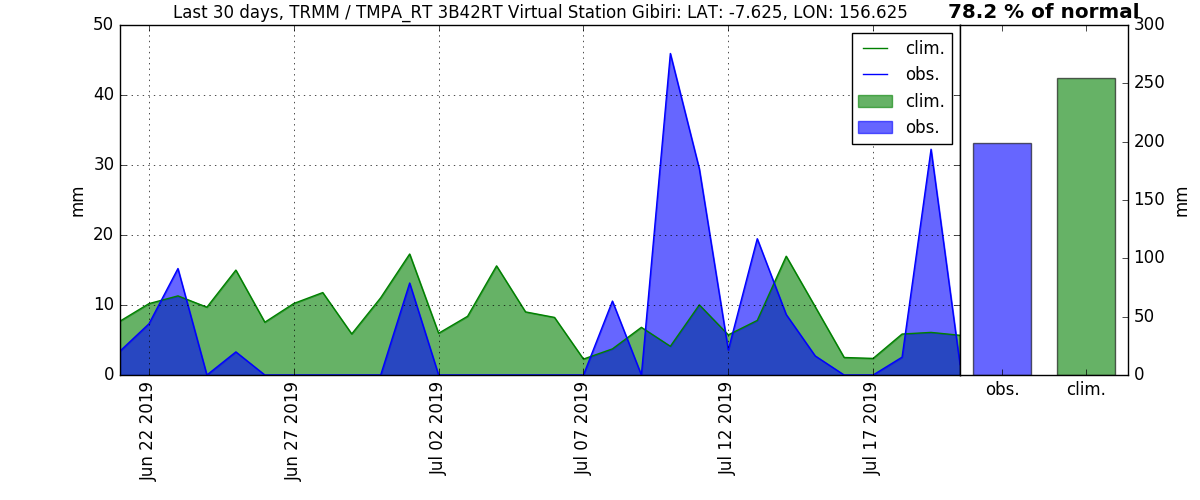 Last 30 days, TRMM / TMPA_RT 3B42RT Virtual Station Gibiri: LAT: -7.625, LON: 156.625
78.2 % of normal
50
40
30
20
10
0
mm
clim.
obs.
clim.
obs.
Jun 22 2019
Jun 27 2019
Jul 02 2019
Jul 07 2019
Jul 12 2019
Jul 17 2019
300
250
200
150
100
50
0
mm
obs.
clim.